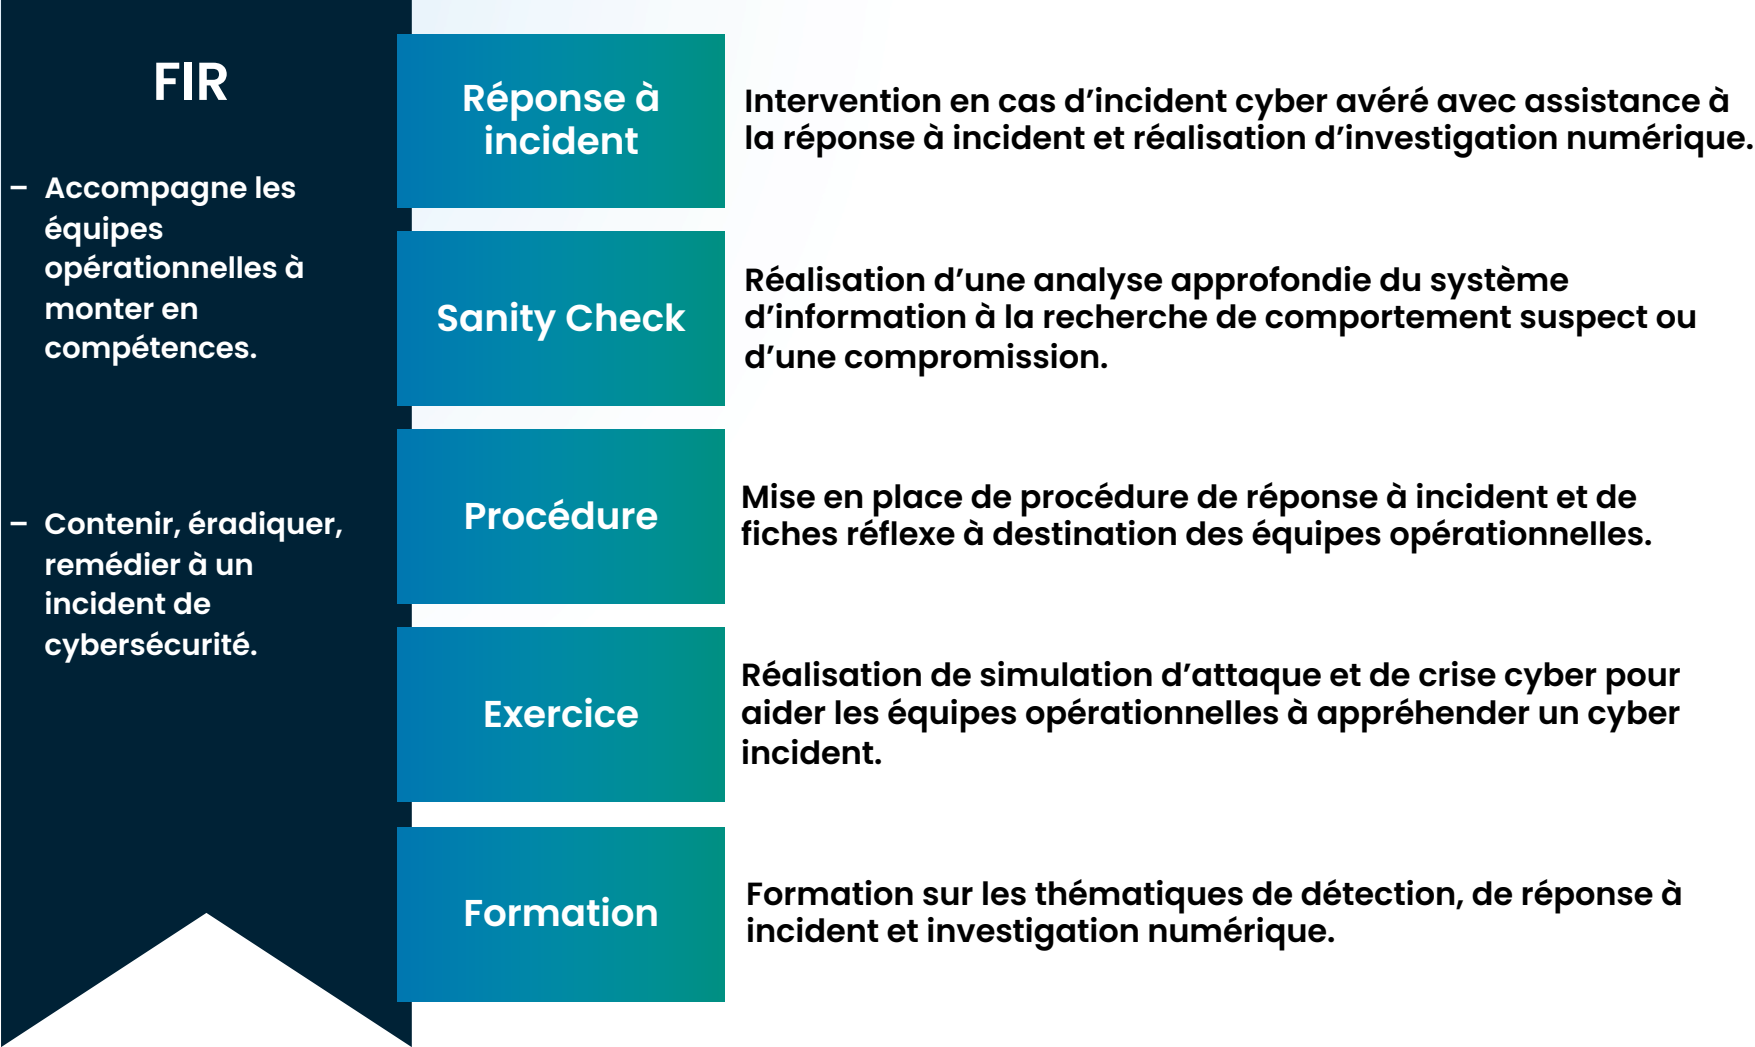 FIR
– Accompagne les
équipes
opérationnelles à
monter en
compétences.
– Contenir, éradiquer,
remédier à un
incident de
cybersécurité.
Réponse à
incident
Intervention en cas d’incident cyber avéré avec assistance à
la réponse à incident et réalisation d’investigation numérique.
Sanity Check
Réalisation d’une analyse approfondie du système
d’information à la recherche de comportement suspect ou
d’une compromission.
Procédure
Mise en place de procédure de réponse à incident et de
fiches réflexe à destination des équipes opérationnelles.
Exercice
Réalisation de simulation d’attaque et de crise cyber pour
aider les équipes opérationnelles à appréhender un cyber
incident.
Formation
Formation sur les thématiques de détection, de réponse à
incident et investigation numérique.